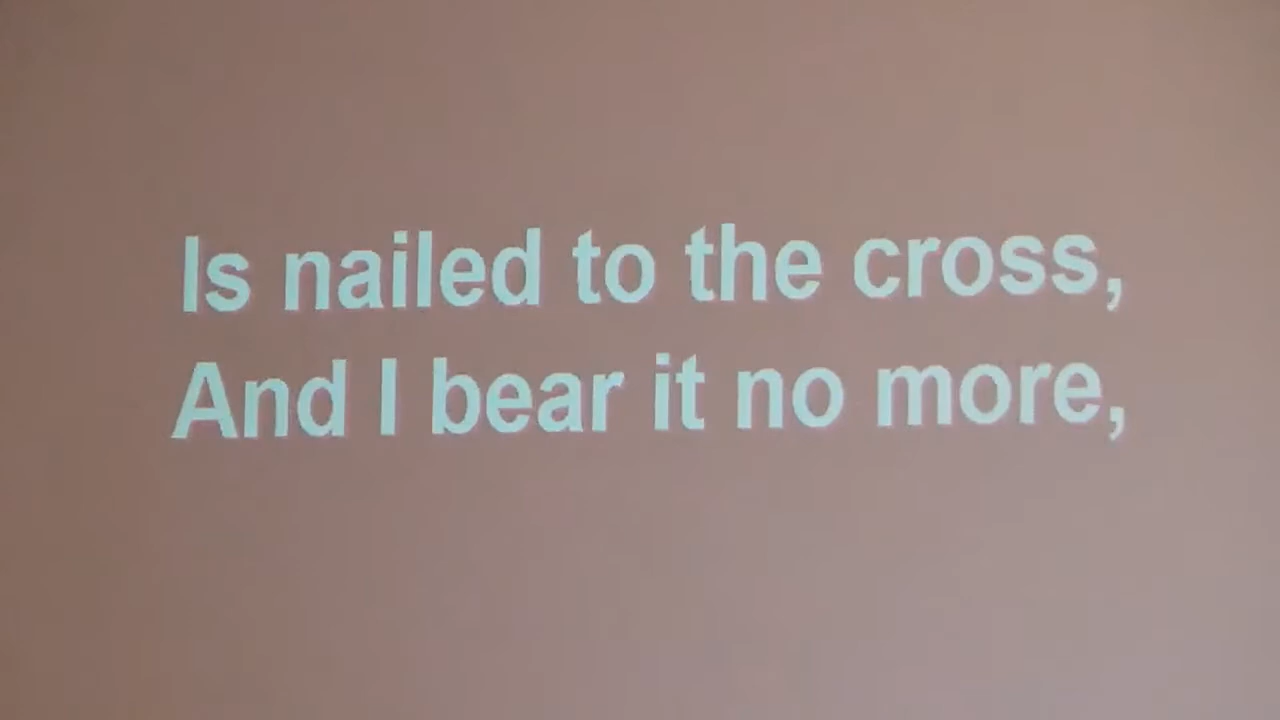 Is nailed to the cross,
And I bear it no more,